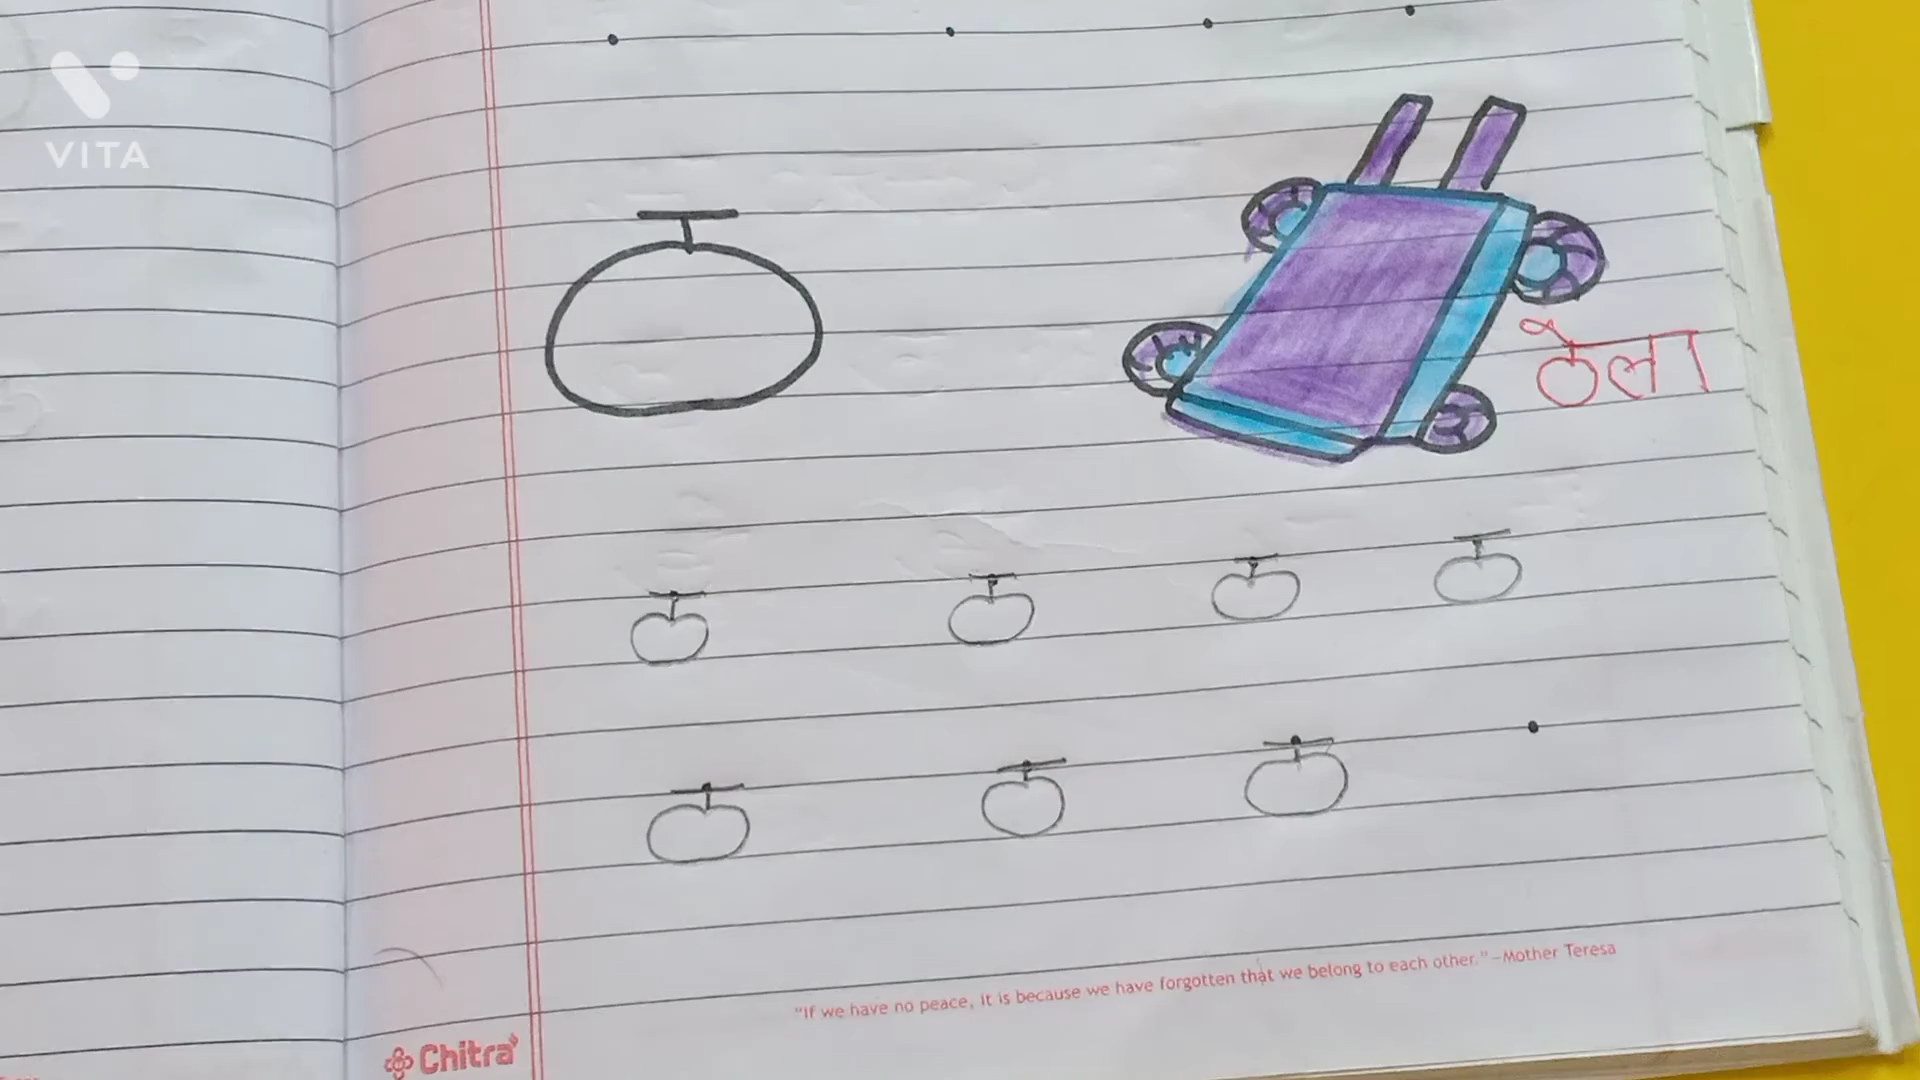 VITA
ठ
ठेला
ठ ठ ठ ठ
ठ ठ ठ
"If we have no peace, it is because we have forgotten that we belong to each other." –Mother Teresa
Chitra